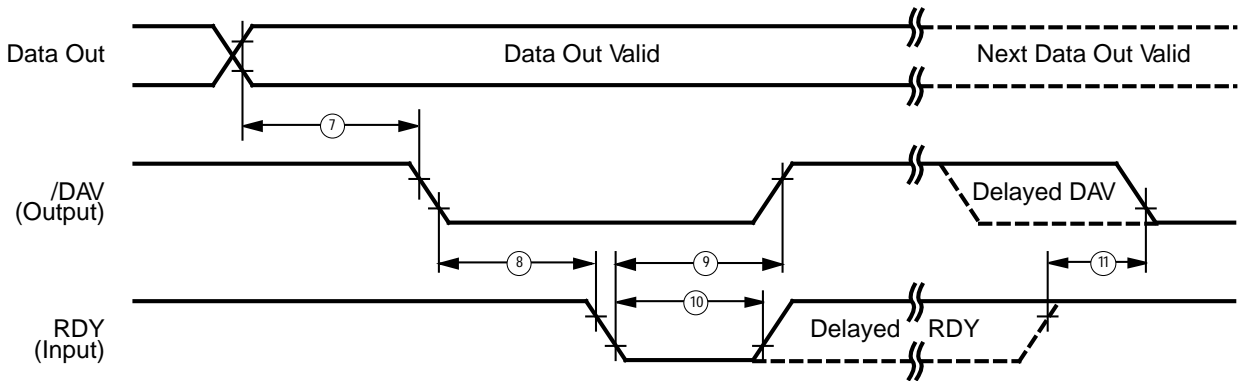 Data Out
Data Out Valid
Next Data Out Valid
7
/DAV
(Output)
Delayed DAV
8
9
11
10
RDY
(Input)
Delayed RDY